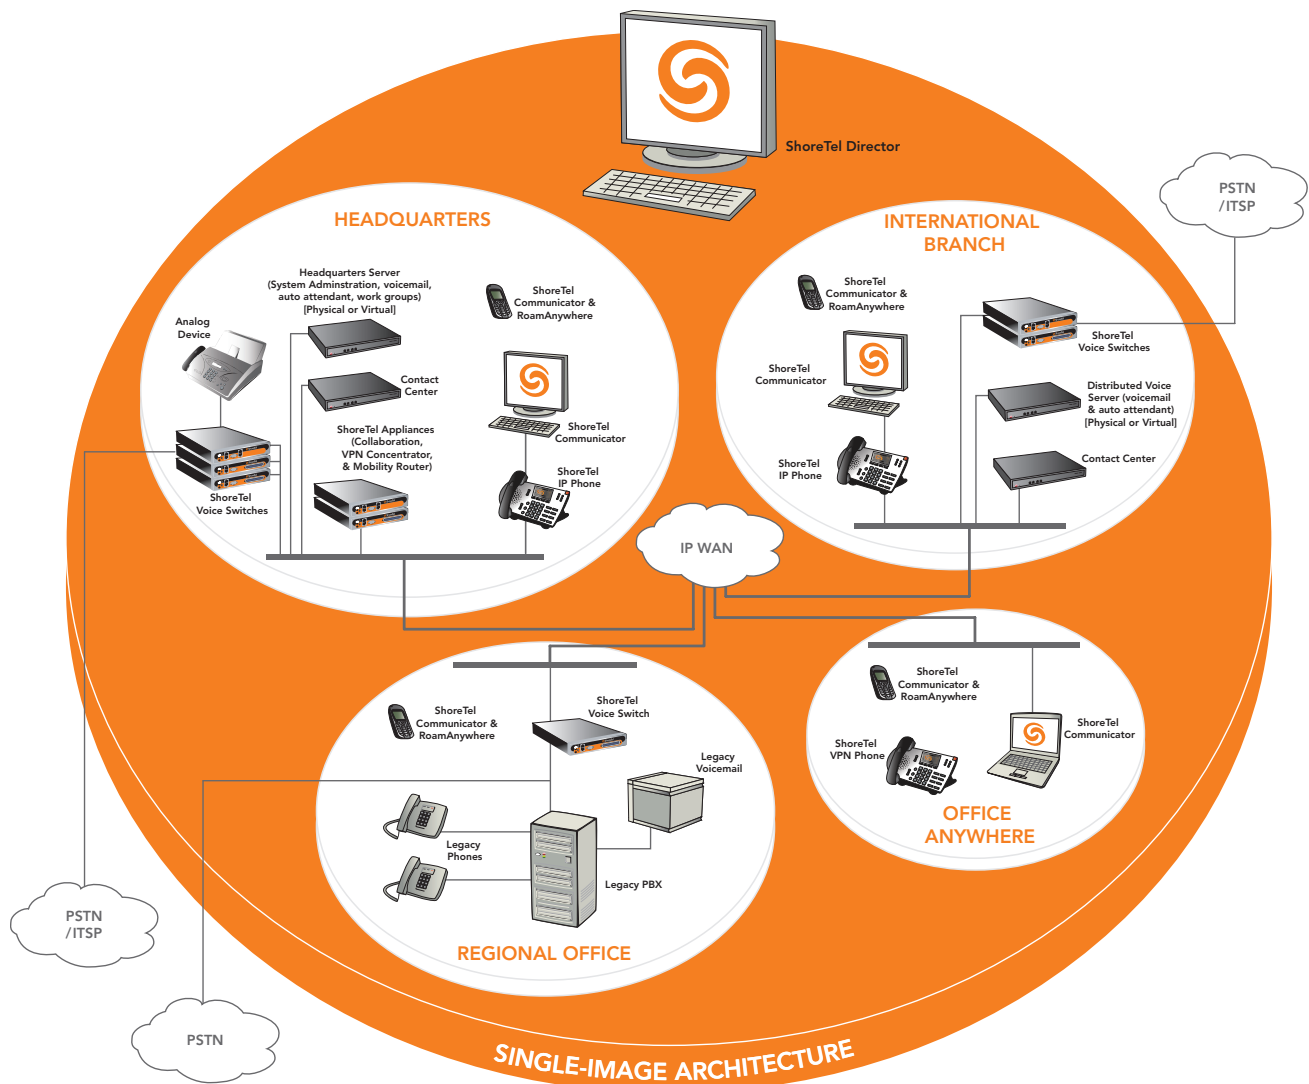 ShoreTel Director
PSTN
/ITSP
HEADQUARTERS
Headquarters Server
(System Adminstration, voicemail,
auto attendant, work groups)
[Physical or Virtual]
ShoreTel
Communicator &
RoamAnywhere
Analog
Device
Contact
Center
ShoreTel Appliances
(Collaboration,
VPN Concentrator,
& Mobility Router)
ShoreTel
Communicator
ShoreTel
IP Phone
ShoreTel
Voice Switches
INTERNATIONAL
BRANCH
ShoreTel
Communicator &
RoamAnywhere
ShoreTel
Voice Switches
ShoreTel
Communicator
Distributed Voice
Server (voicemail
& auto attendant)
[Physical or Virtual]
ShoreTel
IP Phone
Contact Center
IP WAN
ShoreTel
Communicator &
RoamAnywhere
ShoreTel
Voice Switch
Legacy
Voicemail
Legacy
Phones
Legacy PBX
REGIONAL OFFICE
ShoreTel
Communicator &
RoamAnywhere
ShoreTel
Communicator
ShoreTel
VPN Phone
OFFICE
ANYWHERE
PSTN
/ITSP
PSTN
SINGLE-IMAGE ARCHITECTURE